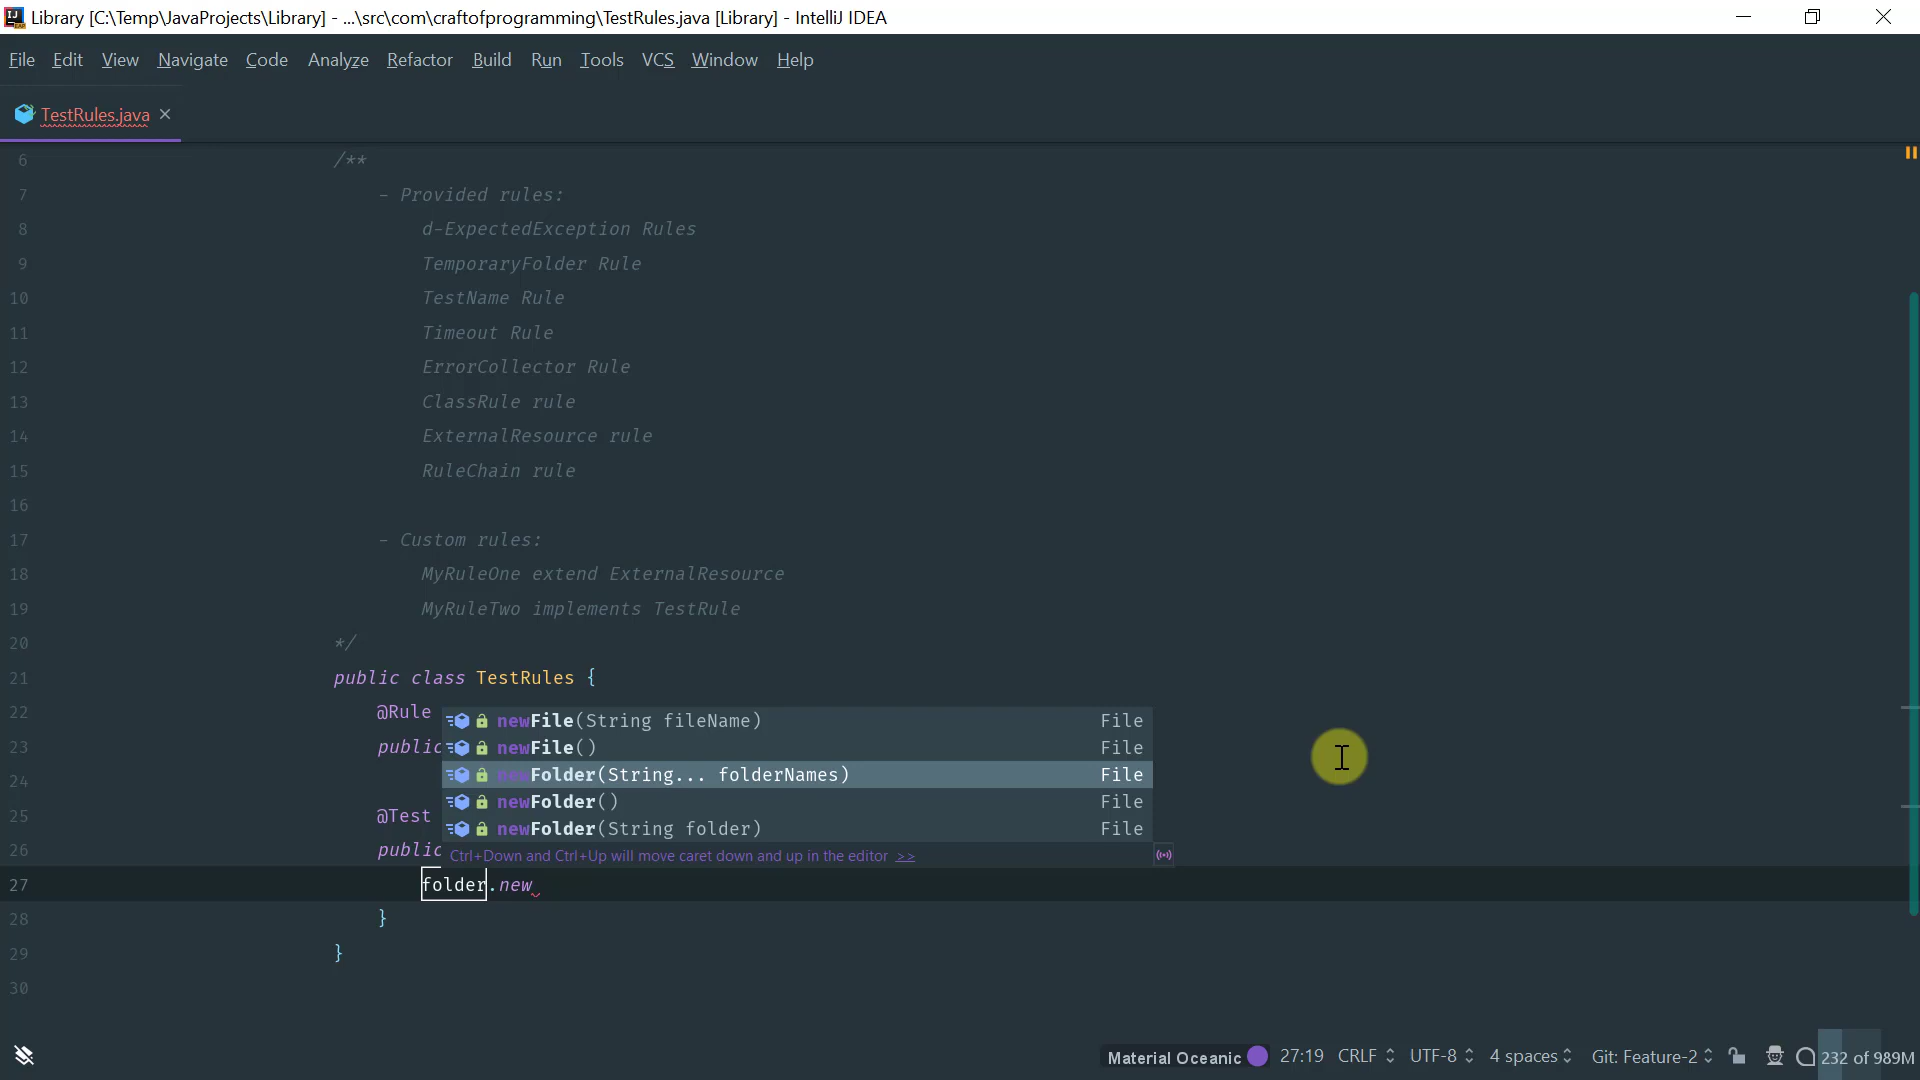 Library [C:\Temp\JavaProjects\Library] - ...\src\com\craftofprogramming\TestRules.java [Library] - IntelliJ IDEA
File Edit View Navigate Code Analyze Refactor Build Run Tools VCS Window Help
TestRules.java
6 /**
7 - Provided rules:
8 d-ExpectedException Rules
9 TemporaryFolder Rule
10 TestName Rule
11 Timeout Rule
12 ErrorCollector Rule
13 ClassRule rule
14 ExternalResource rule
15 RuleChain rule
16
17 - Custom rules:
18 MyRuleOne extend ExternalResource
19 MyRuleTwo implements TestRule
20 */
21 public class TestRules {
22 @Rule
newFile(String fileName) File
23 public
newFile() File
24
newFolder(String... folderNames) File
newFolder() File
25 @Test
newFolder(String folder) File
26 public
Ctrl+Down and Ctrl+Up will move caret down and up in the editor >>
27 folder.new
28 }
29 }
30
Material Oceanic 27:19 CRLF UTF-8 4 spaces Git: Feature-2 232 of 989M